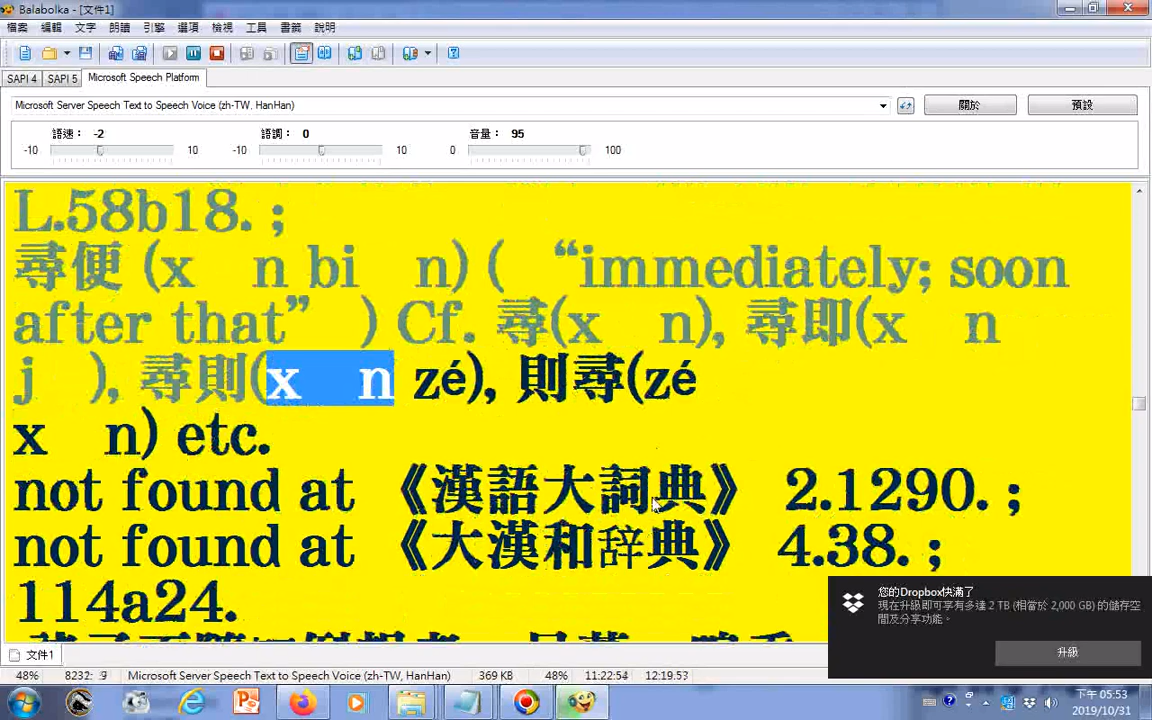 Balabolka - [文件1]
檔案 編輯 文字 朗讀 引擎 選項 檢視 工具 書籤 說明
SAPI 4 SAPI 5 Microsoft Speech Platform
Microsoft Server Speech Text to Speech Voice (zh-TW, HanHan) 關於 預設
語速： -2 語調： 0 音量： 95
-10 10 -10 10 0 100
L.58b18. ;
尋便 (x n bi n) ( “immediately; soon
after that” ) Cf. 尋(x n), 尋即(x n
j ), 尋則(x n zé), 則尋(zé
x n) etc.
not found at 《漢語大詞典》 2.1290. ;
not found at 《大漢和辞典》 4.38. ;
114a24.
您的Dropbox快滿了
現在升級即可享有多達 2 TB (相當於 2,000 GB) 的儲存空
間及分享功能。
升級
文件1
48% 8232: Microsoft Server Speech Text to Speech Voice (zh-TW, HanHan) 369 KB 48% 11:22:54 12:19.53
下午 05:53
2019/10/31